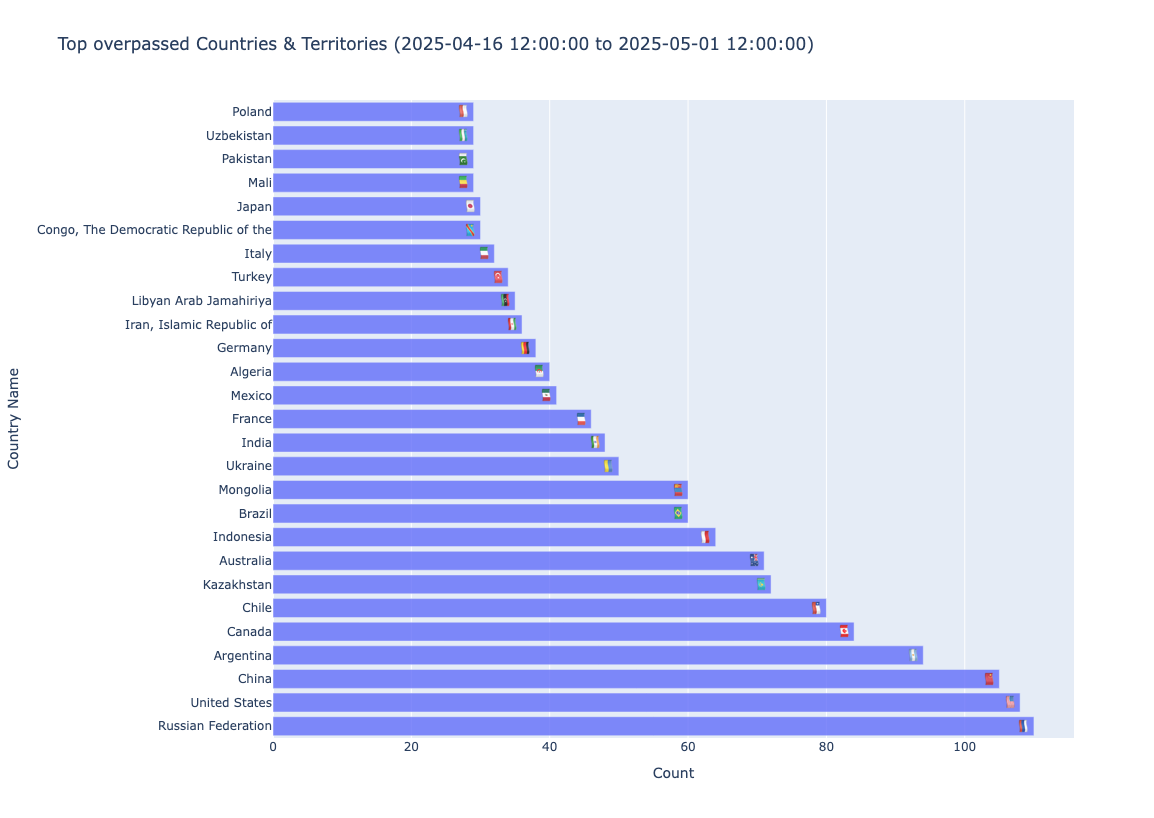 Top overpassed Countries & Territories (2025-04-16 12:00:00 to 2025-05-01 12:00:00)
Country Name
Poland
Uzbekistan
Pakistan
Mali
Japan
Congo, The Democratic Republic of the
Italy
Turkey
Libyan Arab Jamahiriya
Iran, Islamic Republic of
Germany
Algeria
Mexico
France
India
Ukraine
Mongolia
Brazil
Indonesia
Australia
Kazakhstan
Chile
Canada
Argentina
China
United States
Russian Federation
0 20 40 60 80 100
Count